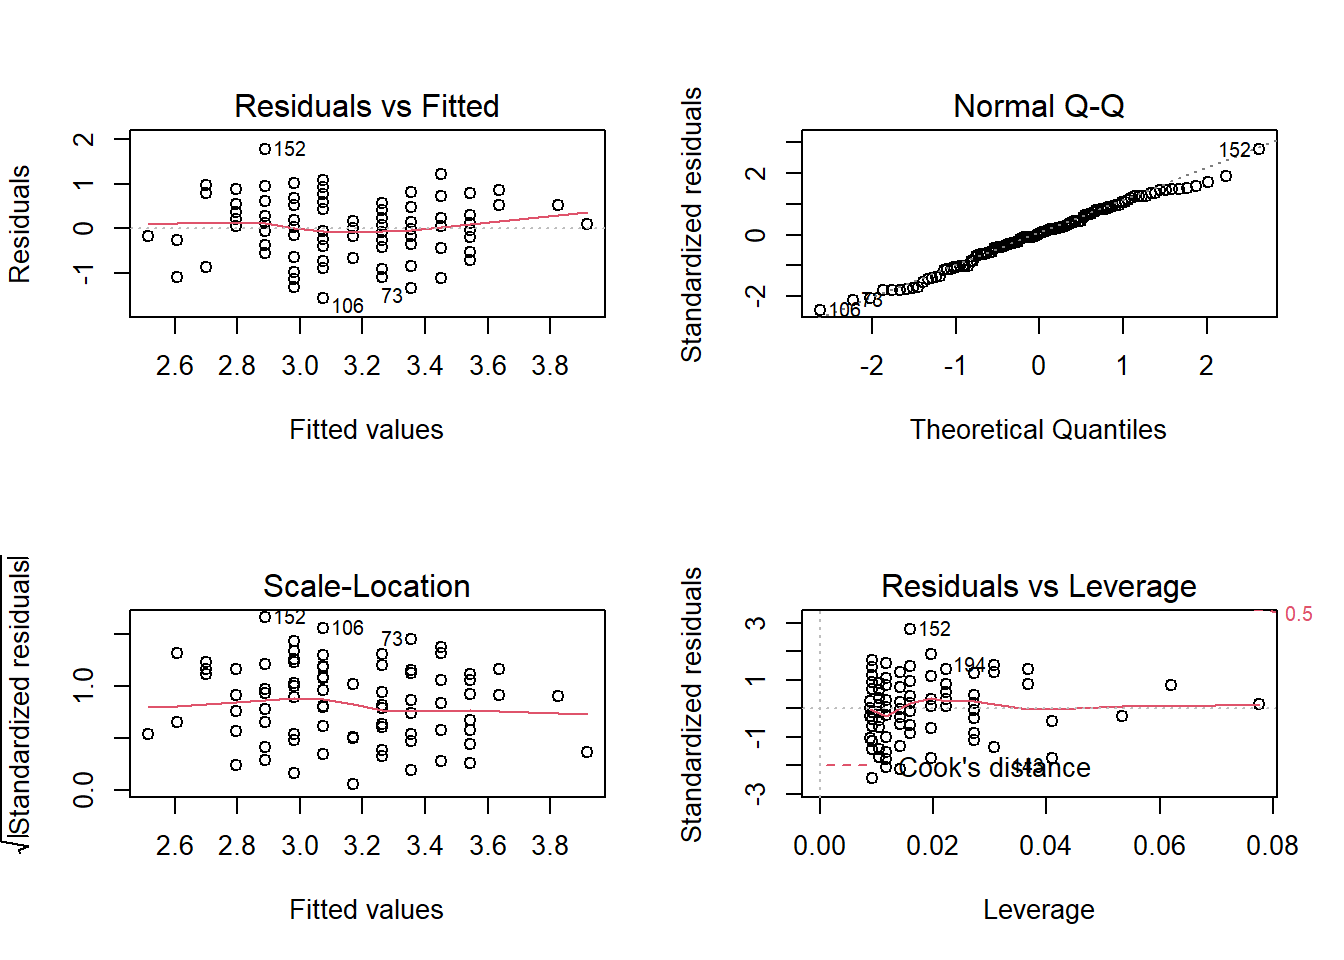 Residuals vs Fitted
Residuals
2
1
0
-1
152
106
73
2.6 2.8 3.0 3.2 3.4 3.6 3.8
Fitted values
Normal Q-Q
Standardized residuals
2
0
-2
152
73
106
-2 -1 0 1 2
Theoretical Quantiles
Scale-Location
√|Standardized residuals|
1.0
0.0
152
106
73
2.6 2.8 3.0 3.2 3.4 3.6 3.8
Fitted values
Residuals vs Leverage
Standardized residuals
3
1
-1
-3
0.5
152
194
143
Cook's distance
0.00 0.02 0.04 0.06 0.08
Leverage